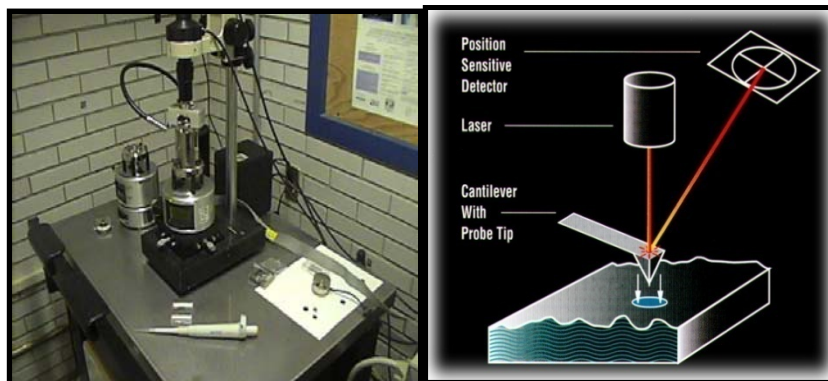 Position
Sensitive
Detector
Laser
Cantilever
With
Probe Tip